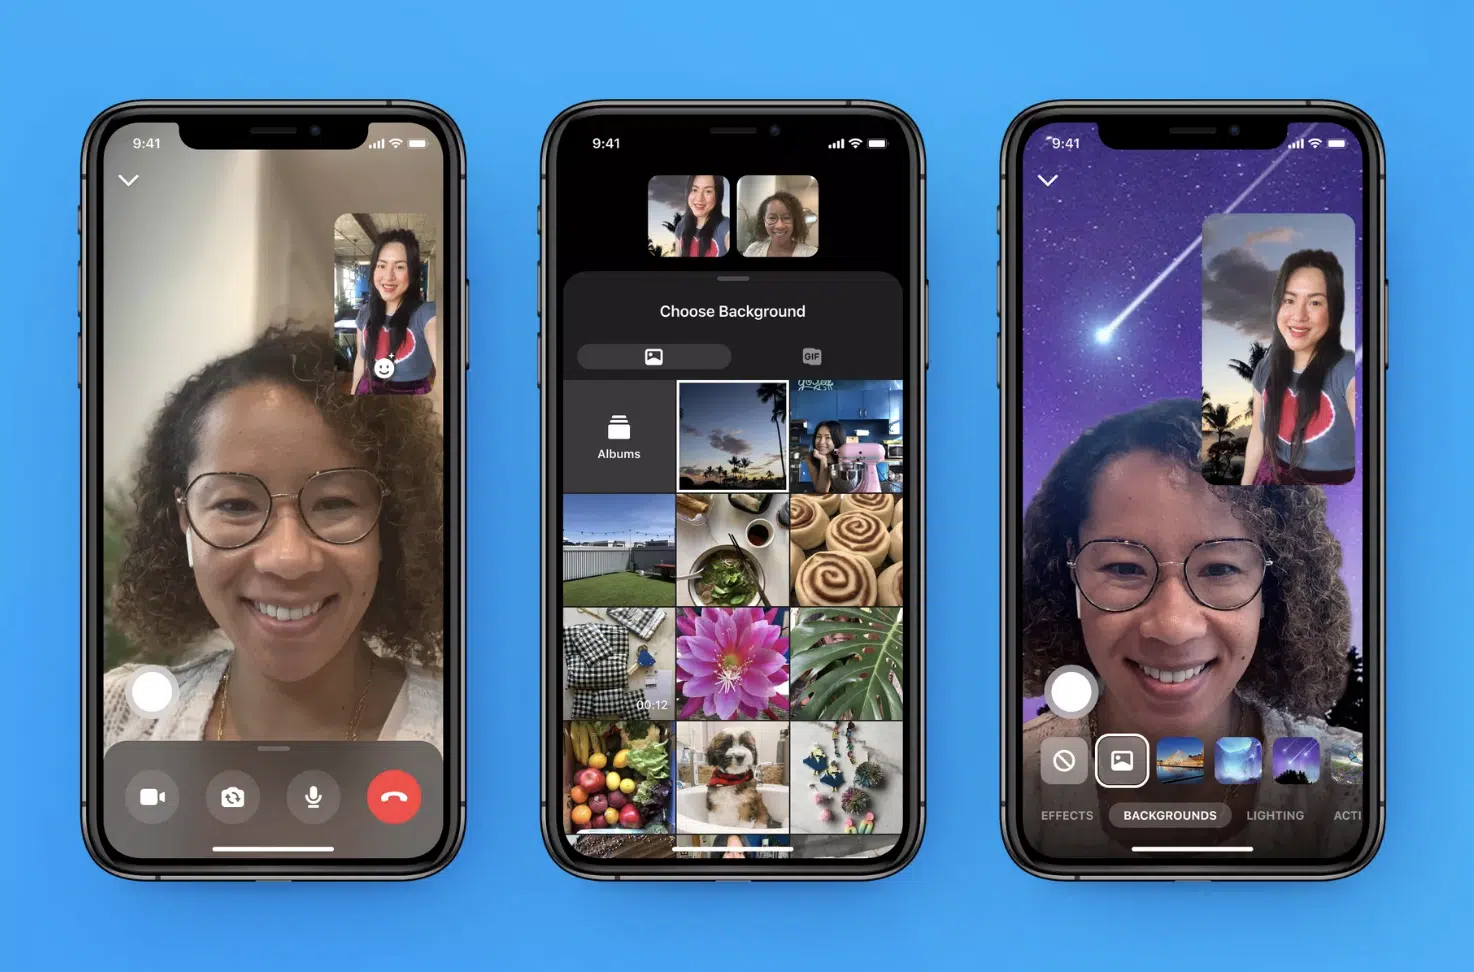 9:41
9:41
Choose Background
GIF
Albums
00:12
9:41
EFFECTS
BACKGROUNDS
LIGHTING
ACTI